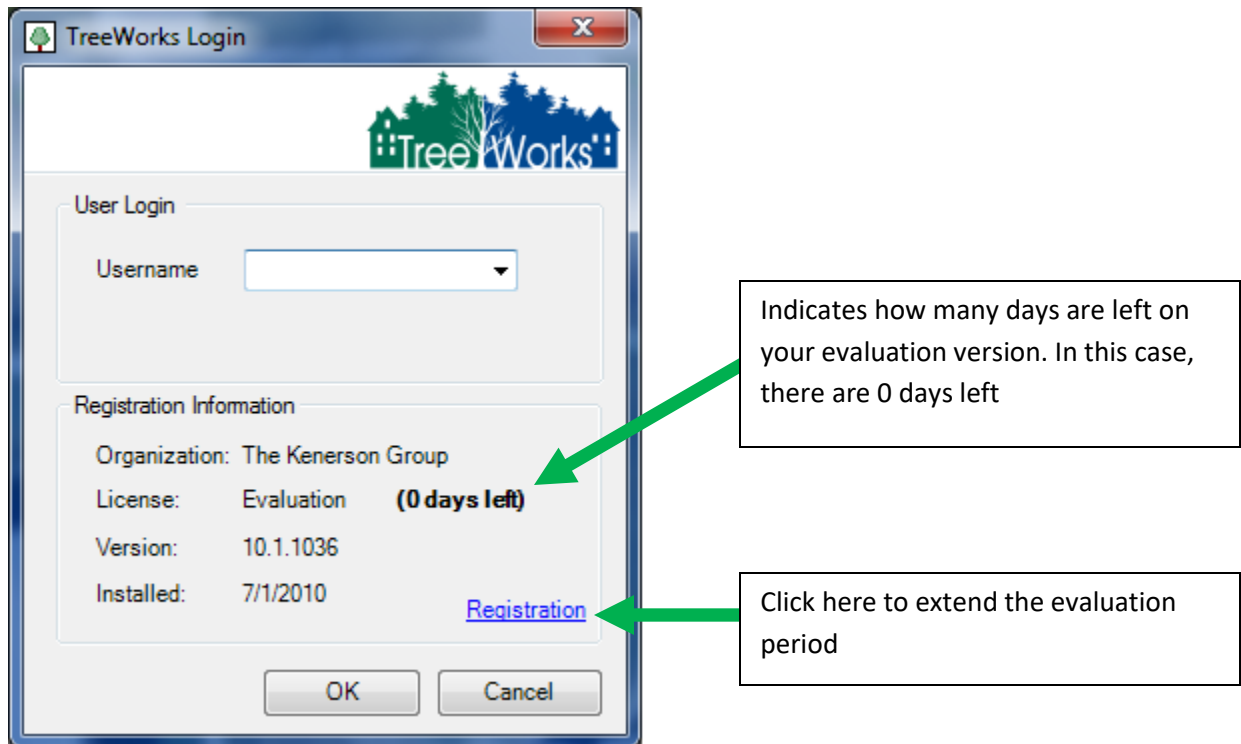 TreeWorks Login
TreeWorks
User Login
Username
Indicates how many days are left on
your evaluation version. In this case,
there are 0 days left
Registration Information
Organization: The Kenerson Group
License: Evaluation (0 days left)
Version: 10.1.1036
Installed: 7/1/2010
Registration
Click here to extend the evaluation
period
OK Cancel